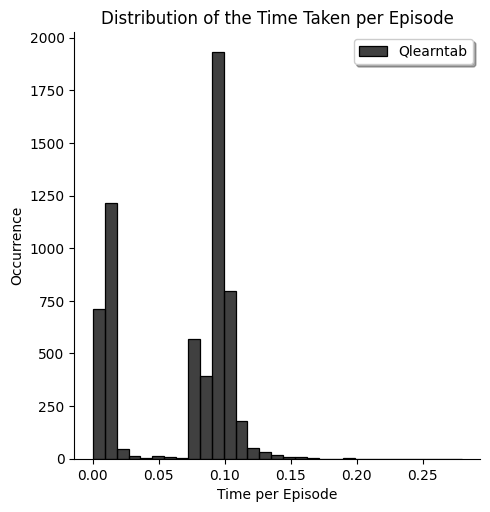 Distribution of the Time Taken per Episode
Qlearntab
2000
1750
1500
1250
1000
750
500
250
0
Occurrence
0.00 0.05 0.10 0.15 0.20 0.25
Time per Episode